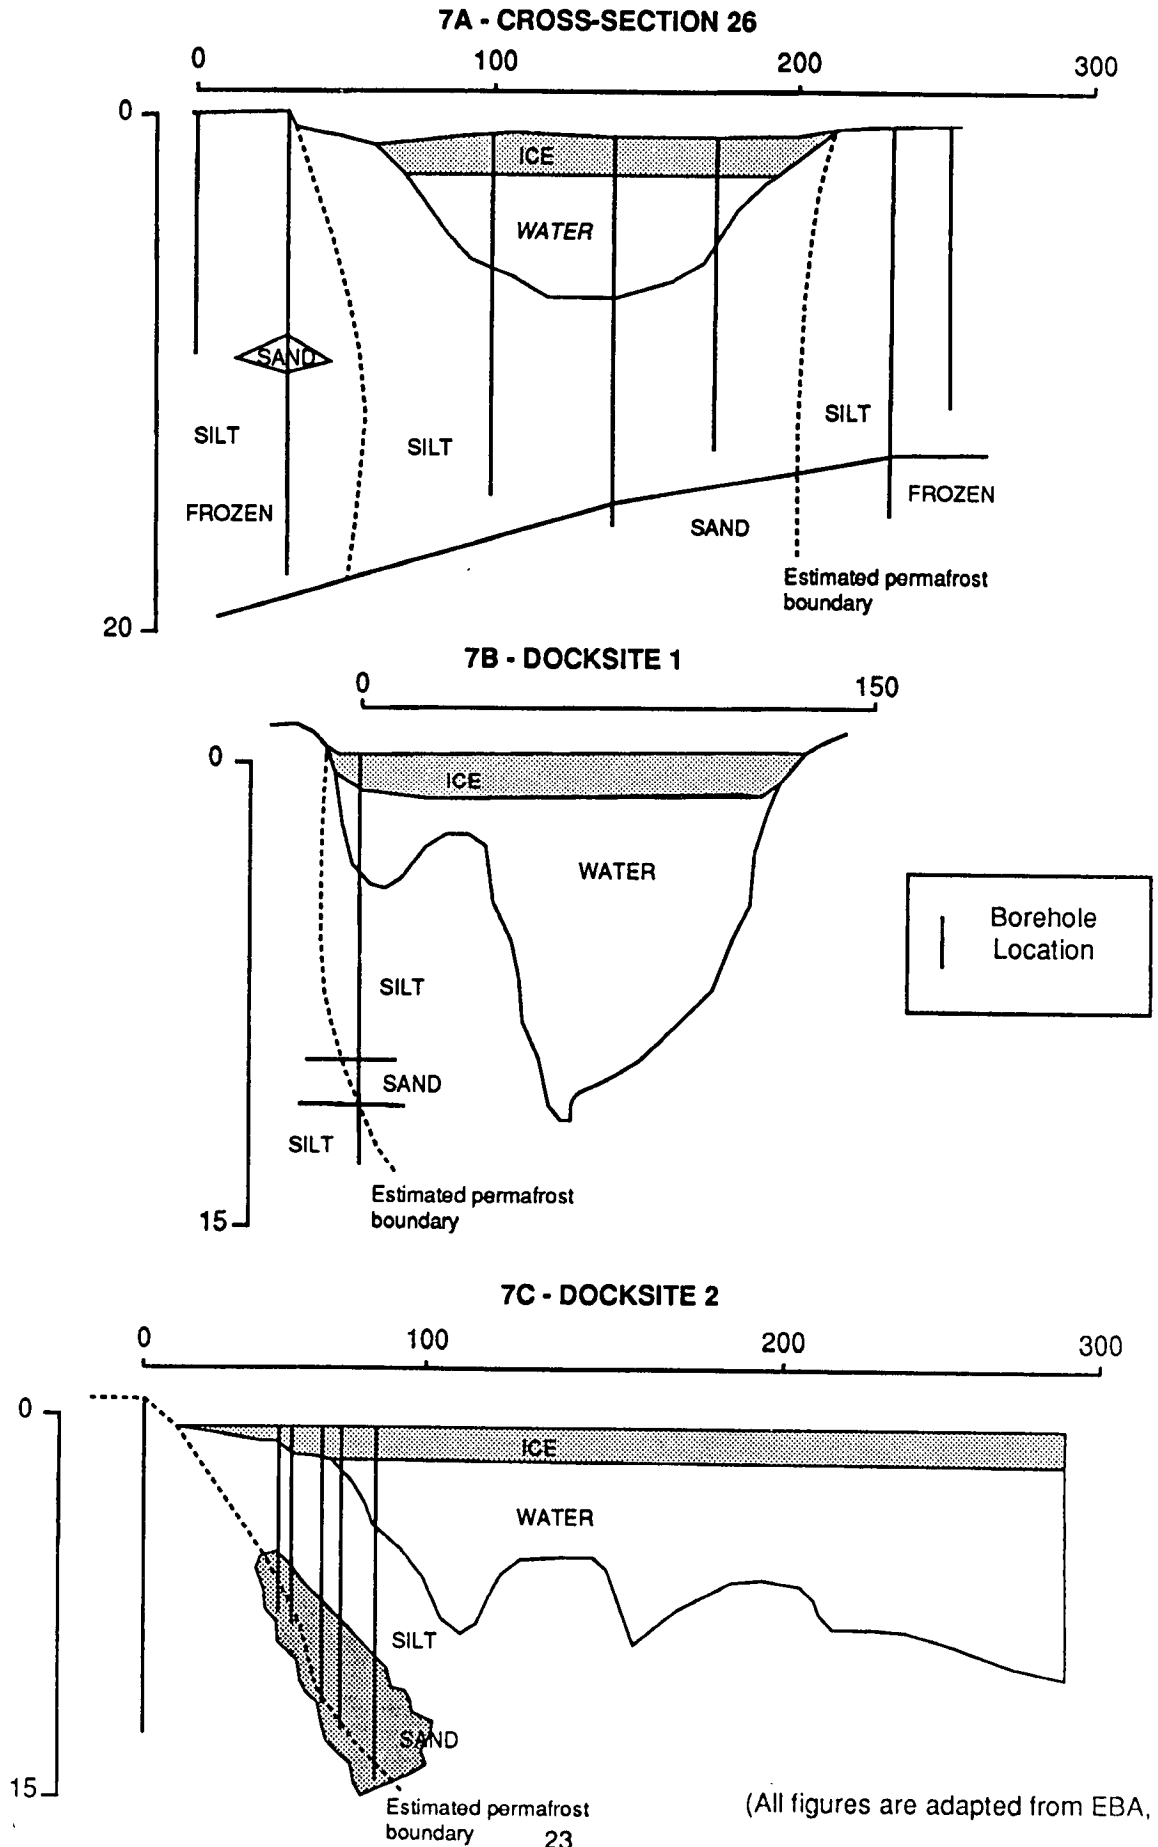 7A - CROSS-SECTION 26
0 100 200 300
0
ICE
WATER
SAND
SILT
SILT
SILT
FROZEN
FROZEN
SAND
Estimated permafrost
boundary
20
7B - DOCKSITE 1
0 150
0
ICE
WATER
Borehole
Location
SILT
SAND
SILT
Estimated permafrost
boundary
15
7C - DOCKSITE 2
0 100 200 300
0
ICE
WATER
SILT
SAND
15
Estimated permafrost
boundary
(All figures are adapted from EBA,
23